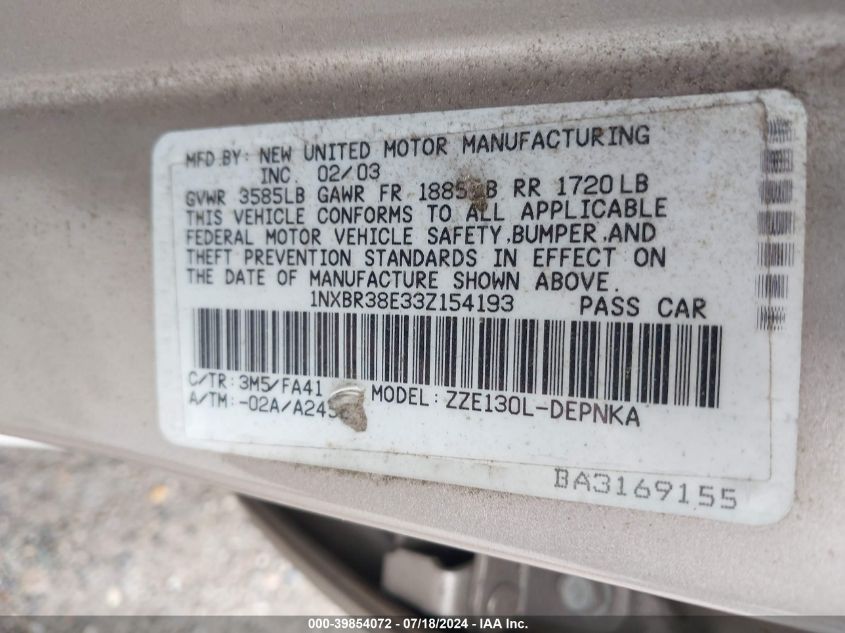 MFD.BY: NEW UNITED MOTOR MANUFACTURING
INC. 02/03
GVWR 3585LB GAWR FR RR 1720LB
THIS VEHICLE CONFORMS TO ALL APPLICABLE
FEDERAL MOTOR VEHICLE SAFETY,BUMPER,AND
THEFT PREVENTION STANDARDS IN EFFECT ON
THE DATE OF MANUFACTURE SHOWN ABOVE.
1NXBR38E33Z154193 PASS CAR
C/TR: 3M5/FA41 MODEL: ZZE130L-DEPNKA
A/TM: -02A/
BA3169155
000-39854072 / 07/18/2024 - IAA Inc.